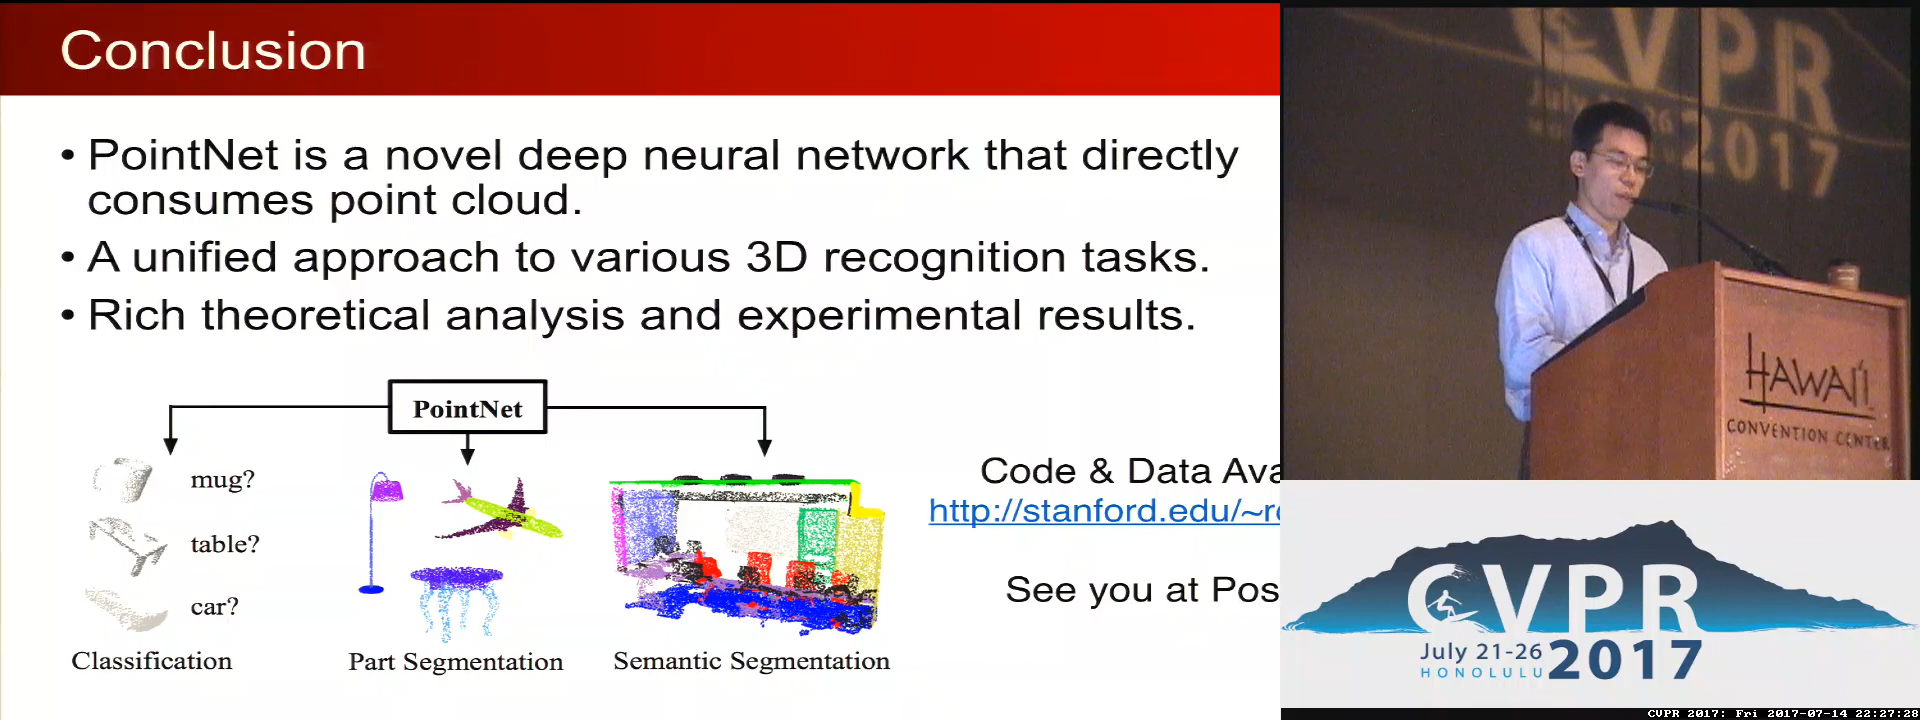 Conclusion
• PointNet is a novel deep neural network that directly
consumes point cloud.
• A unified approach to various 3D recognition tasks.
• Rich theoretical analysis and experimental results.
PointNet
mug?
table?
car?
Classification
Part Segmentation
Semantic Segmentation
Code & Data Ava
http://stanford.edu/~r
See you at Pos
CVPR
2017
HAWAI'I
CONVENTION CENTER
CVPR
July 21-26
HONOLULU
2017
CVPR 2017: Fri 2017-07-14 22:27:28